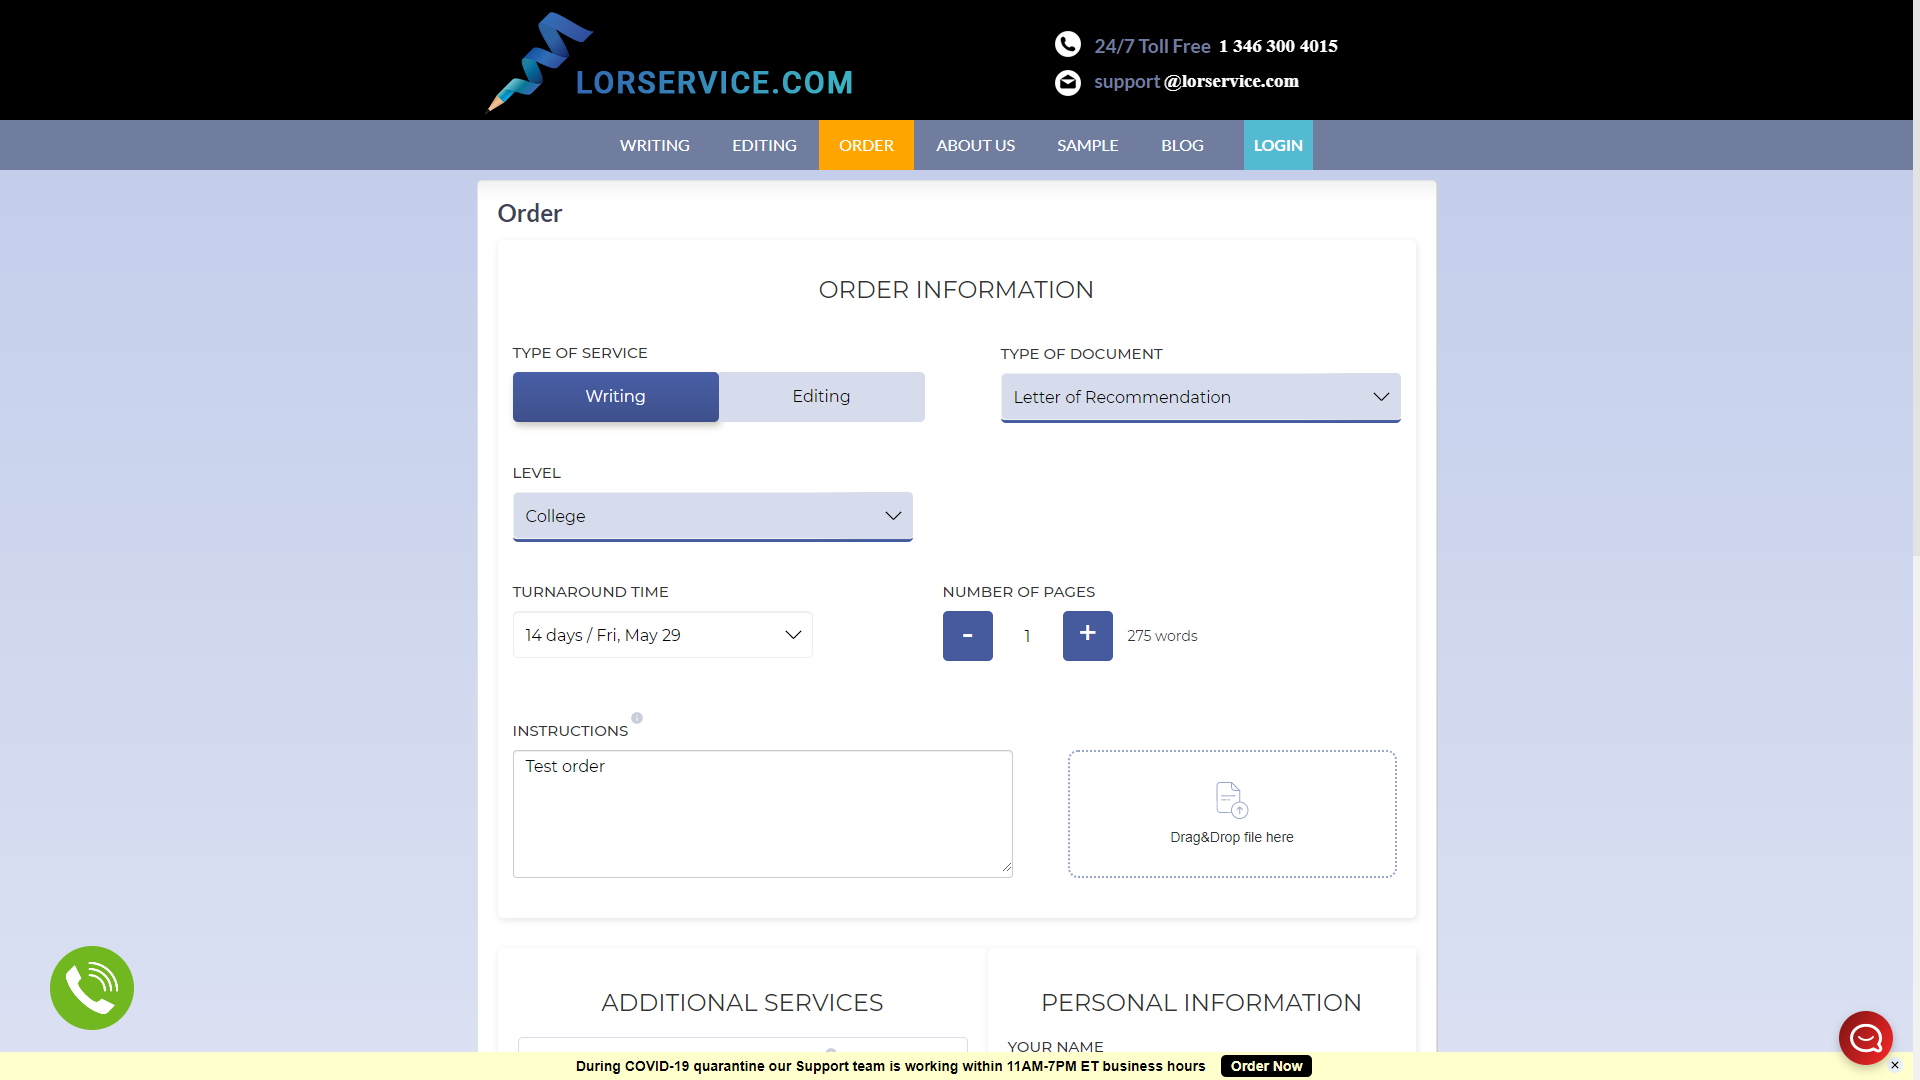 LORSERVICE.COM
24/7 Toll Free 1 346 300 4015
support @lorservice.com
WRITING EDITING ORDER ABOUT US SAMPLE BLOG LOGIN
Order
ORDER INFORMATION
TYPE OF SERVICE
TYPE OF DOCUMENT
Writing Editing
Letter of Recommendation
LEVEL
College
TURNAROUND TIME
NUMBER OF PAGES
14 days / Fri, May 29
- 1 + 275 words
INSTRUCTIONS
Test order
Drag&Drop file here
ADDITIONAL SERVICES
PERSONAL INFORMATION
YOUR NAME
During COVID-19 quarantine our Support team is working within 11AM-7PM ET business hours Order Now